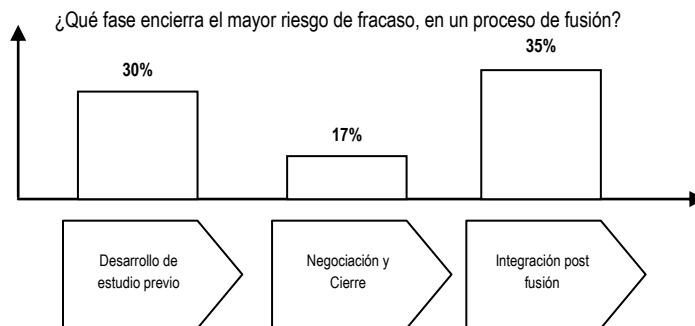 ¿Qué fase encierra el mayor riesgo de fracaso, en un proceso de fusión?
35%
30%
17%
Desarrollo de
estudio previo
Negociación y
Cierre
Integración post
fusión